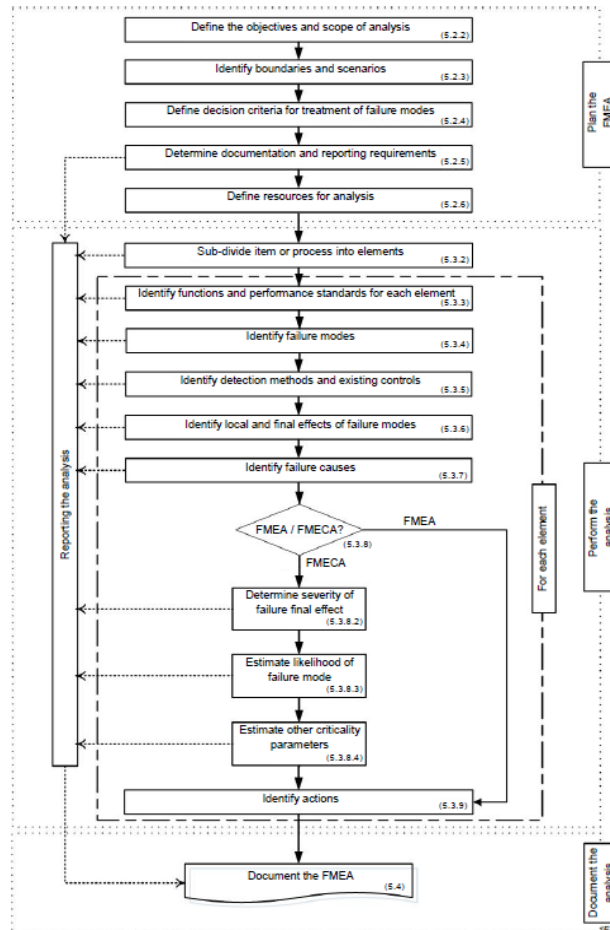 Define the objectives and scope of analysis
(5.2.2)
Identify boundaries and scenarios
(5.2.3)
Define decision criteria for treatment of failure modes
(5.2.4)
Determine documentation and reporting requirements
(5.2.5)
Define resources for analysis
(5.2.6)
Plan the
FMEA
Sub-divide item or process into elements
(5.3.2)
Identify functions and performance standards for each element
(5.3.3)
Identify failure modes
(5.3.4)
Identify detection methods and existing controls
(5.3.5)
Identify local and final effects of failure modes
(5.3.6)
Identify failure causes
(5.3.7)
Reporting the analysis
FMEA / FMECA?
(5.3.8)
FMEA
FMECA
Determine severity of
failure final effect
(5.3.8.2)
Estimate likelihood of
failure mode
(5.3.8.3)
Estimate other criticality
parameters
(5.3.8.4)
Identify actions
(5.3.9)
For each element
Perform the
analysis
Document the FMEA
(5.4)
Document the
analysis